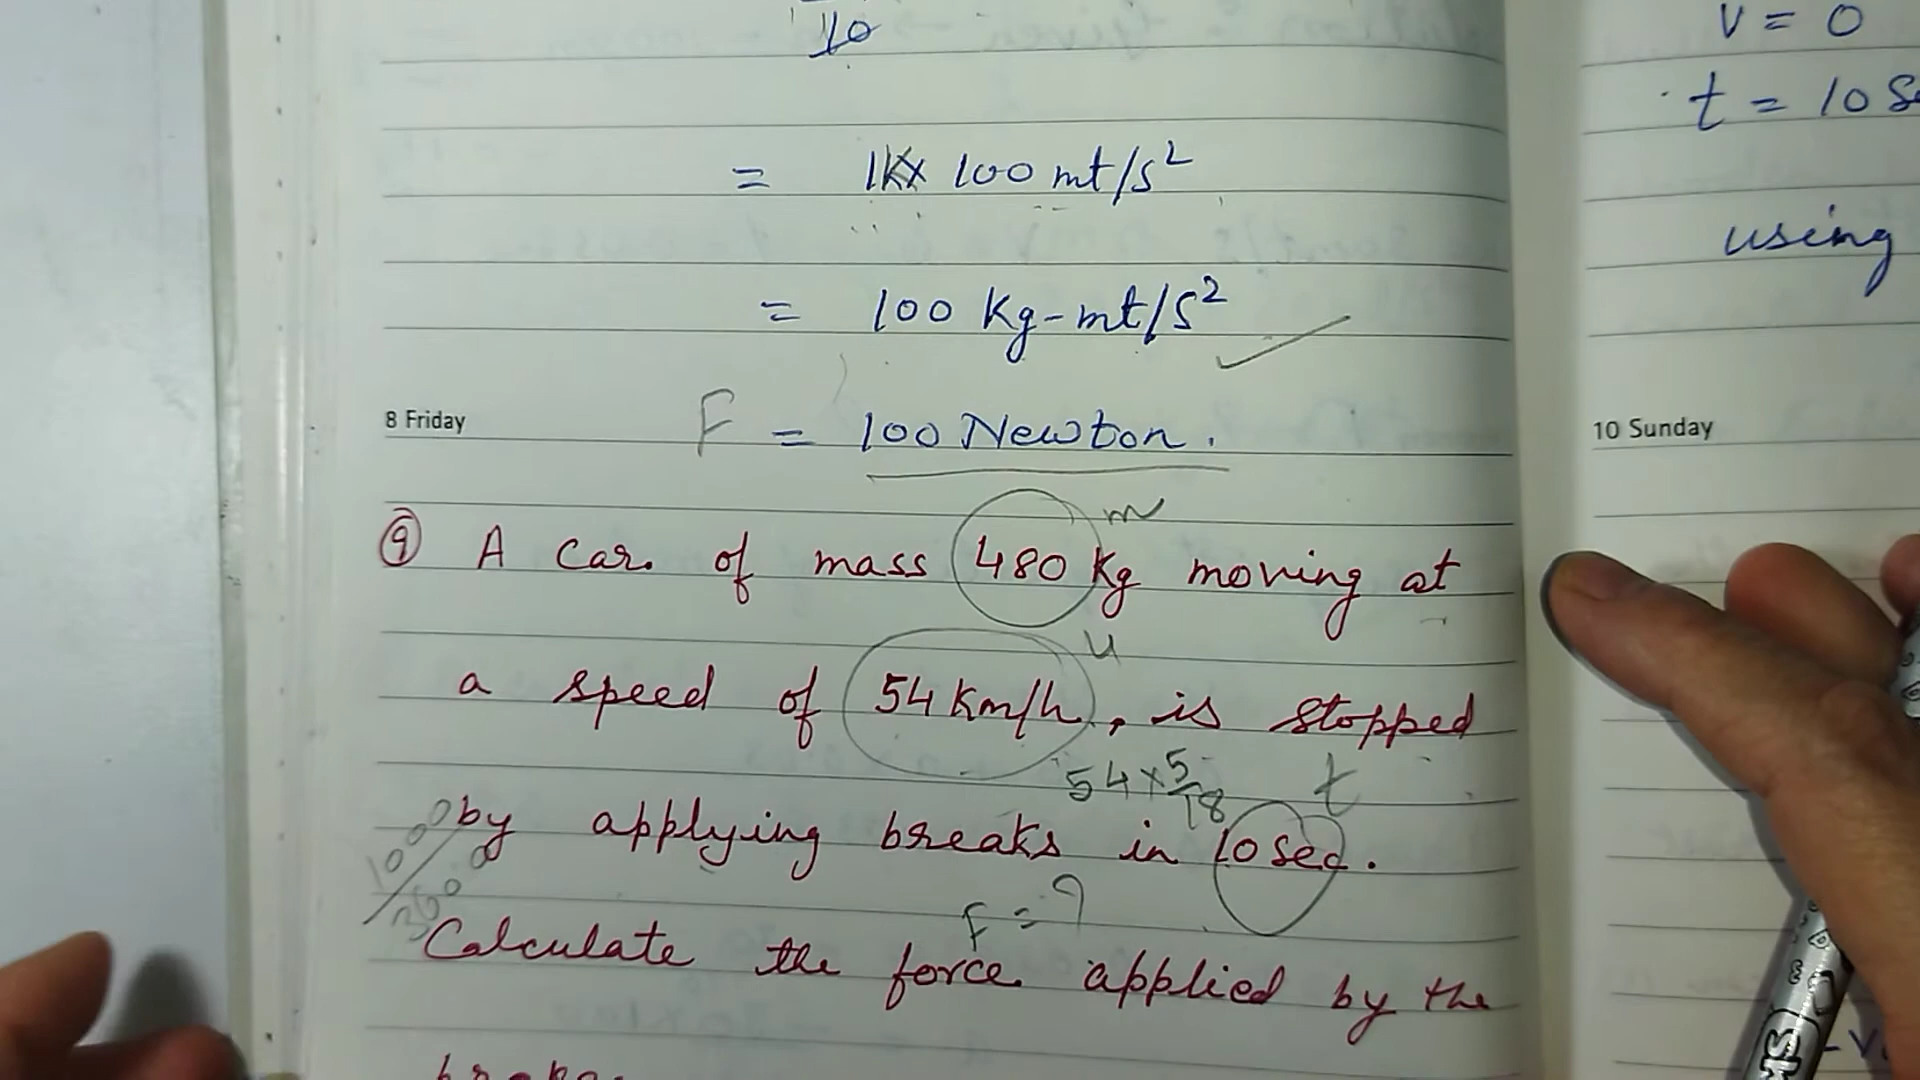 10
= 1K× 100 mt/s²
= 100 Kg-mt/s²
8 Friday
F = 100 Newton.
m
9 A car of mass 480 Kg moving at
u
a speed of 54 Km/h, is stopped
54 × 5/18 t
by applying breaks in 10 sec.
F = ?
Calculate the force applied by the
V = 0
t = 10 S
using
10 Sunday